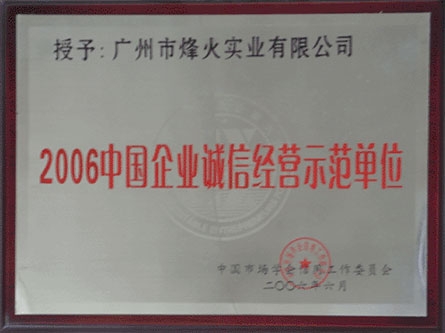 授予:广州市烽火实业有限公司
2006中国企业诚信经营示范单位
中国市场学会信用工作委员会
二〇〇六年六月